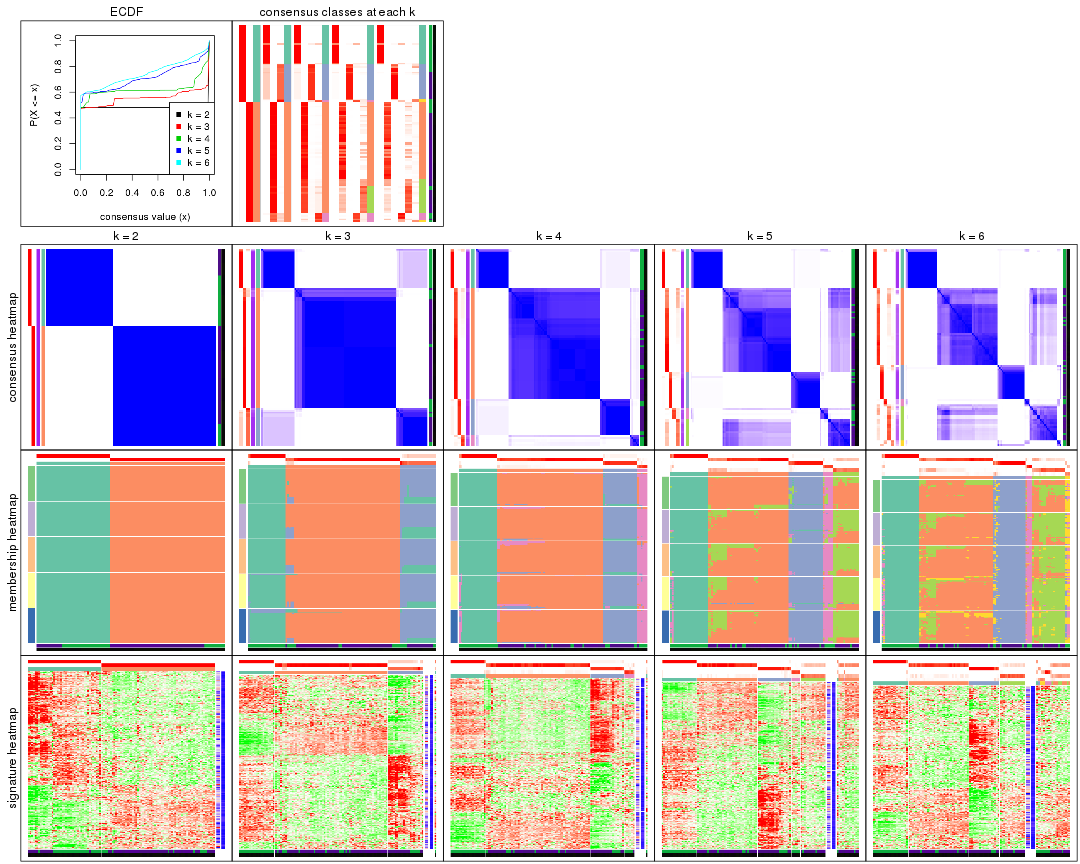 ECDF
consensus classes at each k
P(X <= x)
1.0
0.8
0.6
0.4
0.2
0.0
k = 2
k = 3
k = 4
k = 5
k = 6
0.0 0.2 0.4 0.6 0.8 1.0
consensus value (x)
k = 2
k = 3
k = 4
k = 5
k = 6
consensus heatmap
membership heatmap
signature heatmap